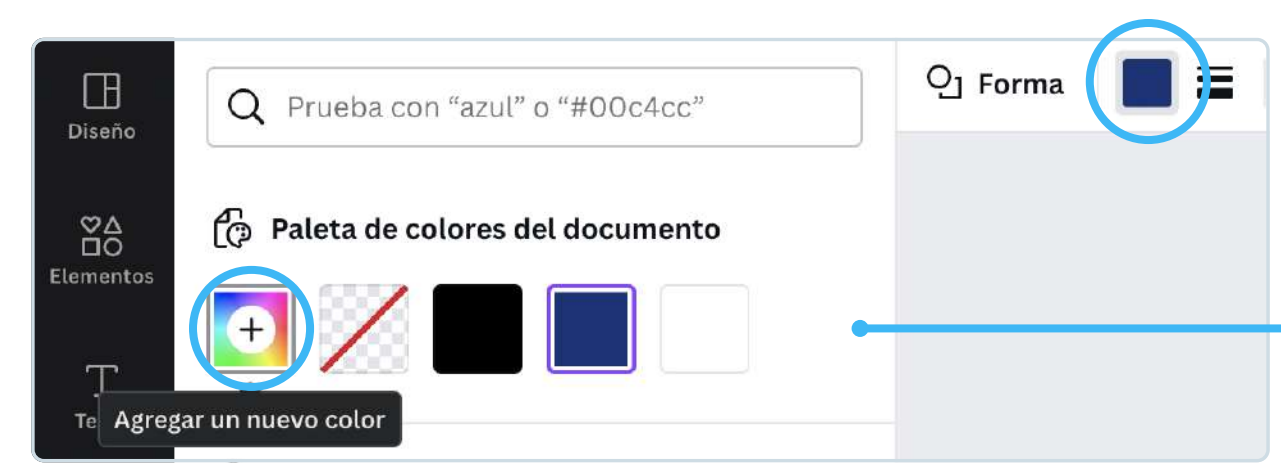 Diseño
Elementos
Te
Prueba con “azul” o “#00c4cc”
Paleta de colores del documento
Agregar un nuevo color
Forma